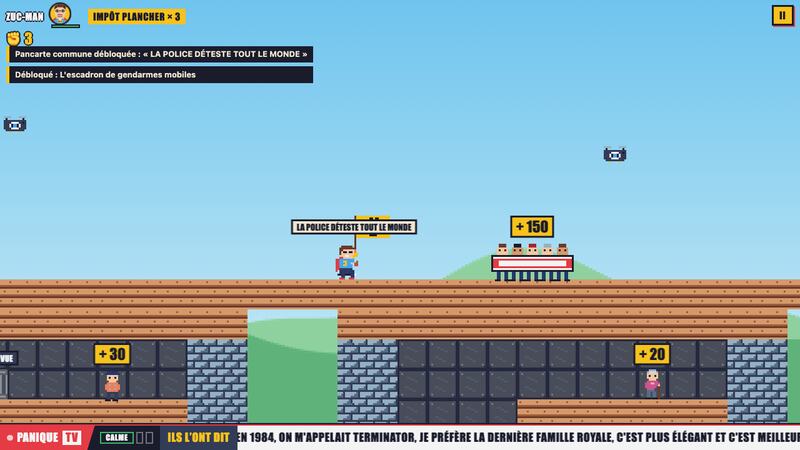 ZUC-MAN
IMPÔT PLANCHER × 3
3
Pancarte commune débloquée : « LA POLICE DÉTESTE TOUT LE MONDE »
Débloqué : L'escadron de gendarmes mobiles
LA POLICE DÉTESTE TOUT LE MONDE
+ 150
VUE
+ 30
+ 20
PANIQUE TV
CALME
ILS L'ONT DIT
EN 1984, ON M'APPELAIT TERMINATOR, JE PRÉFÈRE LA DERNIÈRE FAMILLE ROYALE, C'EST PLUS ÉLÉGANT ET C'EST MEILLEUR